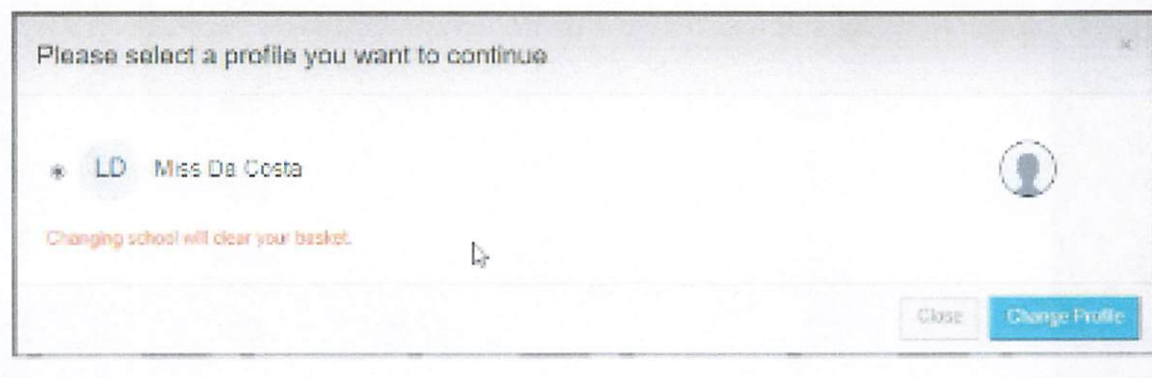 Please select a profile you want to continue
LD Miss Da Costa
Changing school will clear your basket.
Close Change Profile